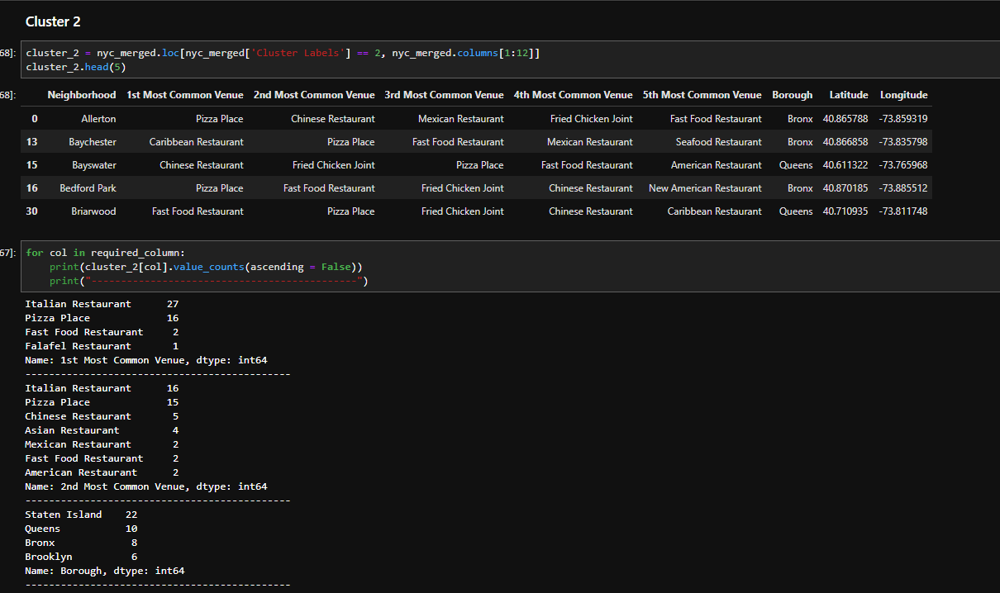 Cluster 2
68]:
cluster_2 = nyc_merged.loc[nyc_merged['Cluster Labels'] == 2, nyc_merged.columns[1:12]]
cluster_2.head(5)
68]:
Neighborhood 1st Most Common Venue 2nd Most Common Venue 3rd Most Common Venue 4th Most Common Venue 5th Most Common Venue Borough Latitude Longitude
0 Allerton Pizza Place Chinese Restaurant Mexican Restaurant Fried Chicken Joint Fast Food Restaurant Bronx 40.865788 -73.859319
13 Baychester Caribbean Restaurant Pizza Place Fast Food Restaurant Mexican Restaurant Seafood Restaurant Bronx 40.866858 -73.835798
15 Bayswater Chinese Restaurant Fried Chicken Joint Pizza Place Fast Food Restaurant American Restaurant Queens 40.611322 -73.765968
16 Bedford Park Pizza Place Fast Food Restaurant Fried Chicken Joint Chinese Restaurant New American Restaurant Bronx 40.870185 -73.885512
30 Briarwood Fast Food Restaurant Pizza Place Fried Chicken Joint Chinese Restaurant Caribbean Restaurant Queens 40.710935 -73.811748
67]:
for col in required_column:
    print(cluster_2[col].value_counts(ascending = False))
    print("---------------------------------------------")
Italian Restaurant      27
Pizza Place             16
Fast Food Restaurant     2
Falafel Restaurant       1
Name: 1st Most Common Venue, dtype: int64
---------------------------------------------
Italian Restaurant      16
Pizza Place             15
Chinese Restaurant       5
Asian Restaurant         4
Mexican Restaurant       2
Fast Food Restaurant     2
American Restaurant      2
Name: 2nd Most Common Venue, dtype: int64
---------------------------------------------
Staten Island    22
Queens           10
Bronx             8
Brooklyn          6
Name: Borough, dtype: int64
---------------------------------------------